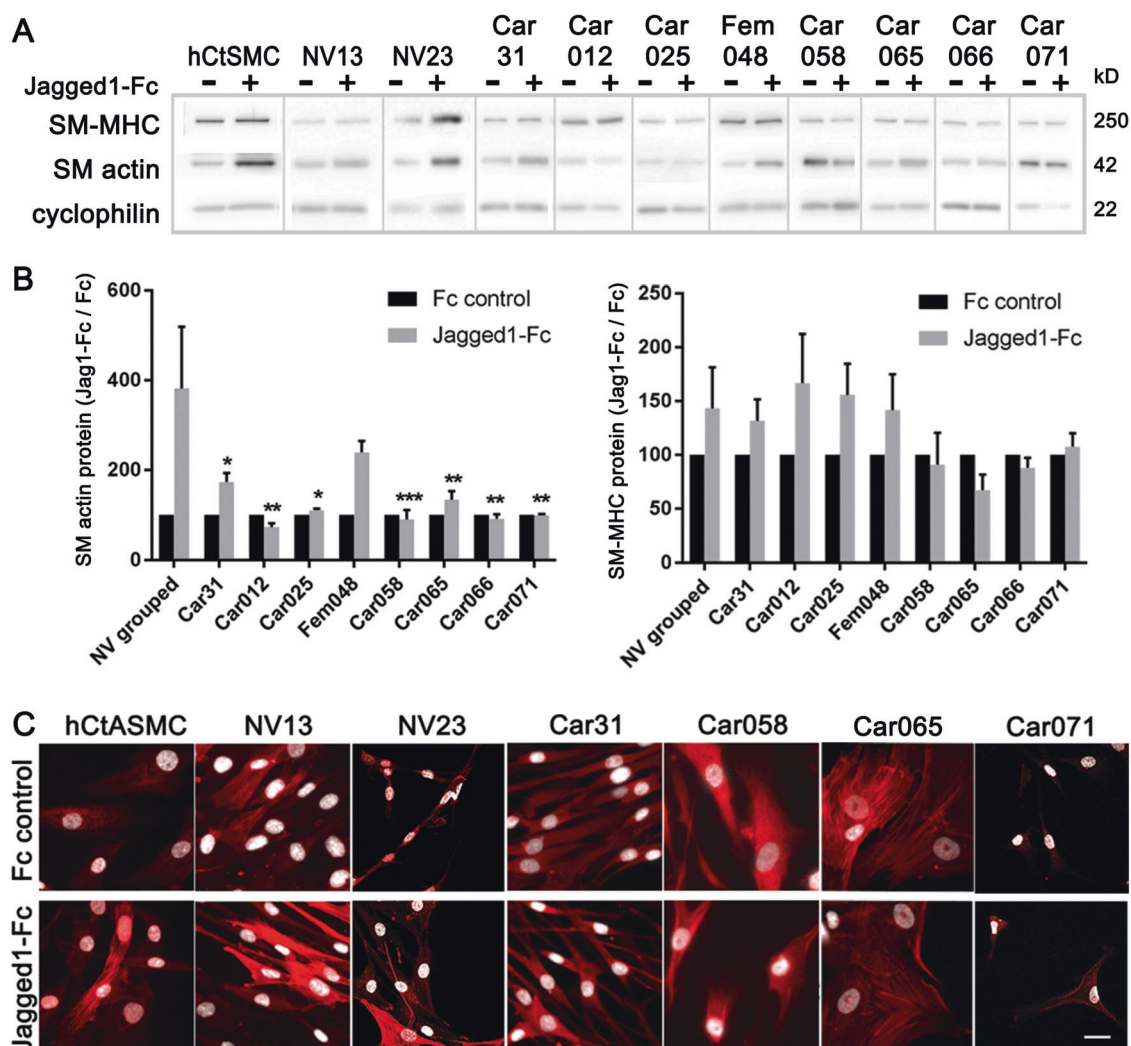 A
hCtSMC NV13 NV23 Car 31 Car 012 Car 025 Fem 048 Car 058 Car 065 Car 066 Car 071
Jagged1-Fc - + - + - + - + - + - + - + - + - + - + - + kD
SM-MHC 250
SM actin 42
cyclophilin 22
B
SM actin protein (Jag1-Fc / Fc)
600
400
200
0
Fc control
Jagged1-Fc
* ** * *** ** ** **
NV grouped Car31 Car012 Car025 Fem048 Car058 Car065 Car066 Car071
SM-MHC protein (Jag1-Fc / Fc)
250
200
150
100
50
0
Fc control
Jagged1-Fc
NV grouped Car31 Car012 Car025 Fem048 Car058 Car065 Car066 Car071
C
hCtASMC NV13 NV23 Car31 Car058 Car065 Car071
Fc control
Jagged1-Fc